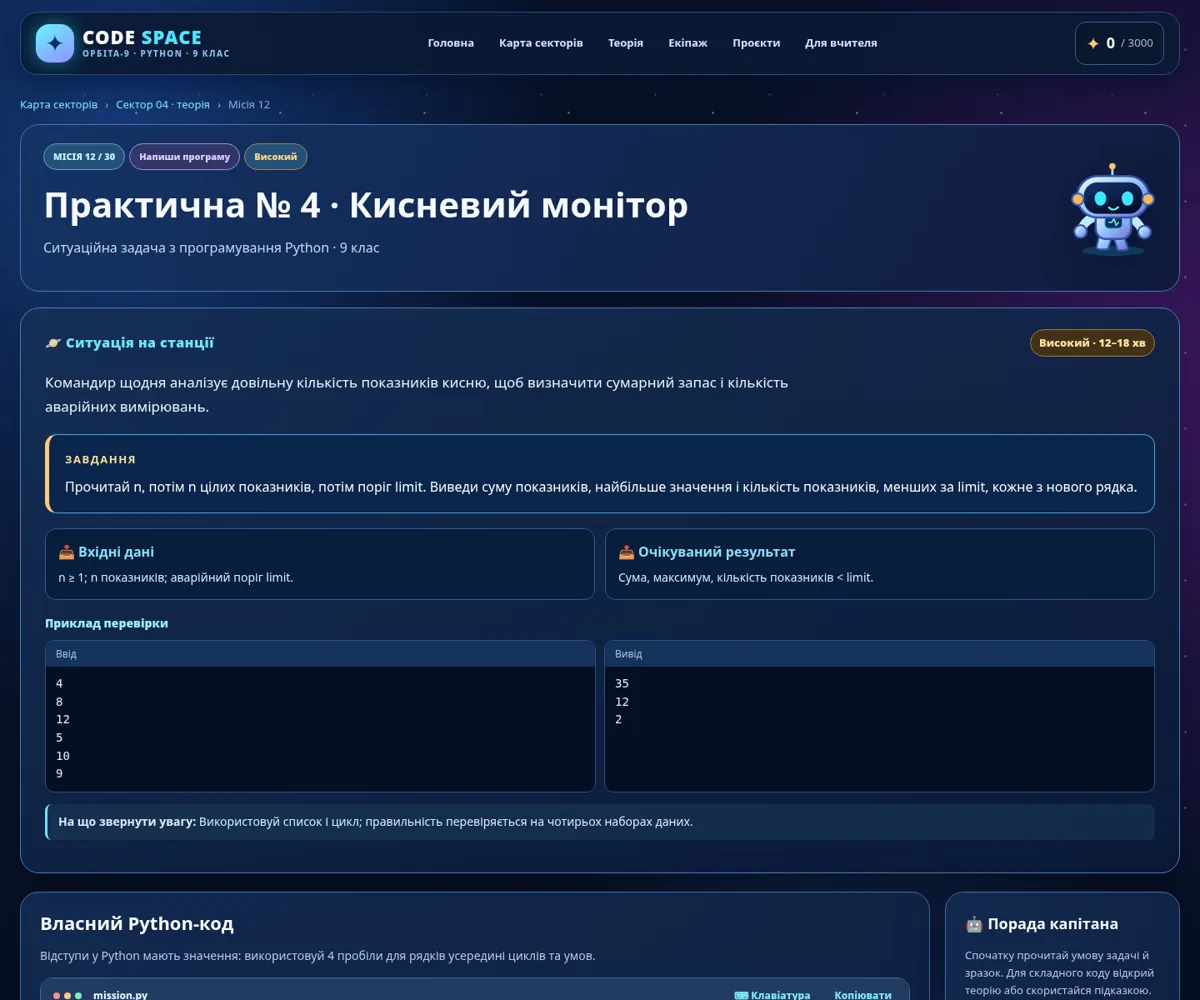 CODE SPACE
ОРБІТА-9 · PYTHON · 9 КЛАС
Головна
Карта секторів
Теорія
Екіпаж
Проєкти
Для вчителя
✦ 0 / 3000
Карта секторів › Сектор 04 · теорія › Місія 12
МІСІЯ 12 / 30
Напиши програму
Високий
Практична № 4 · Кисневий монітор
Ситуаційна задача з програмування Python · 9 клас
🪐 Ситуація на станції
Високий · 12–18 хв
Командир щодня аналізує довільну кількість показників кисню, щоб визначити сумарний запас і кількість
аварійних вимірювань.
ЗАВДАННЯ
Прочитай n, потім n цілих показників, потім поріг limit. Виведи суму показників, найбільше значення і кількість показників, менших за limit, кожне з нового рядка.
📥 Вхідні дані
n ≥ 1; n показників; аварійний поріг limit.
📤 Очікуваний результат
Сума, максимум, кількість показників < limit.
Приклад перевірки
Ввід
4
8
12
5
10
9
Вивід
35
12
2
На що звернути увагу: Використовуй список і цикл; правильність перевіряється на чотирьох наборах даних.
Власний Python-код
Відступи у Python мають значення: використовуй 4 пробіли для рядків усередині циклів та умов.
mission.py
⌨ Клавіатура
Копіювати
🤖 Порада капітана
Спочатку прочитай умову задачі й
зразок. Для складного коду відкрий
теорію або скористайся підказкою.